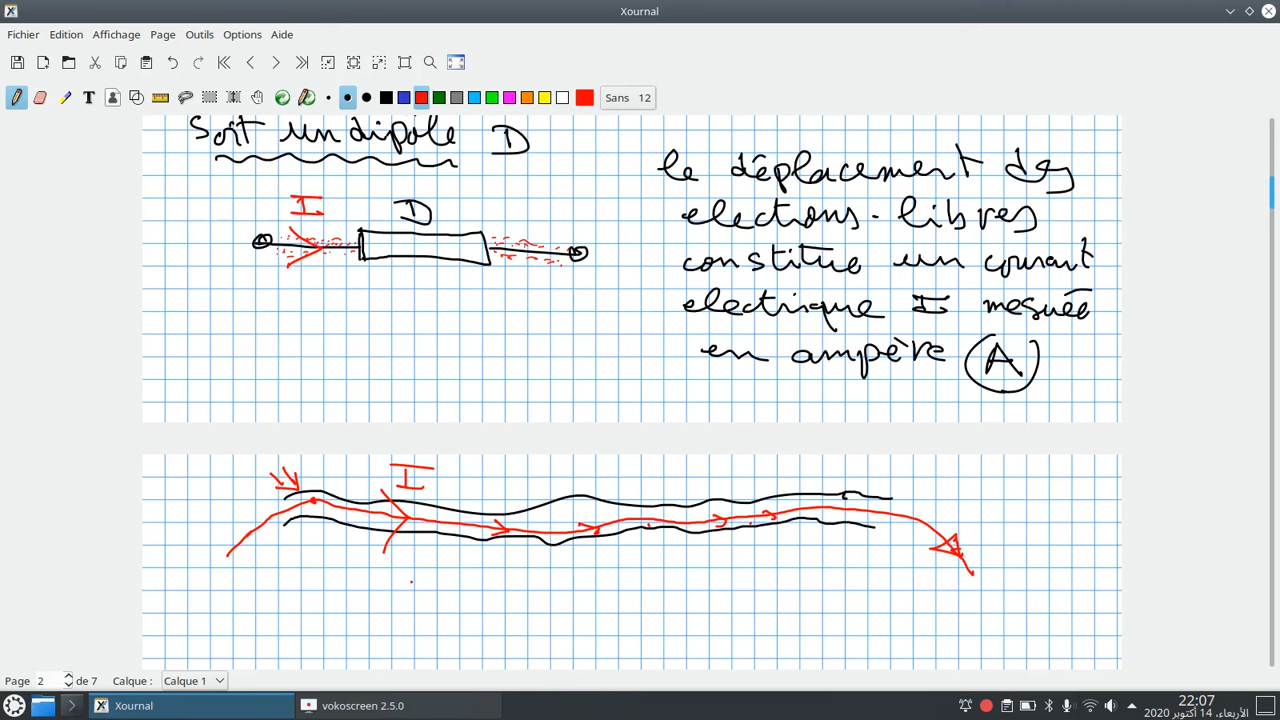 Xournal
Fichier Edition Affichage Page Outils Options Aide
Sans 12
Soit un dipôle D
I
D
le déplacement des
electrons libres
constitue un courant
electrique I mesuée
en ampère A
I
Page 2 de 7 Calque : Calque 1
Xournal
vokoscreen 2.5.0
22:07
الأربعاء, 14 أكتوبر 2020